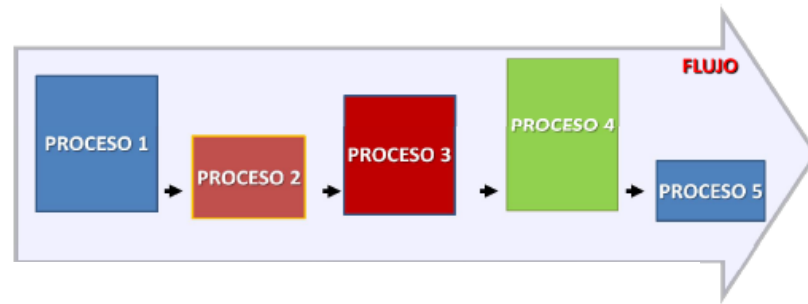 FLUJO
PROCESO 1
PROCESO 2
PROCESO 3
PROCESO 4
PROCESO 5